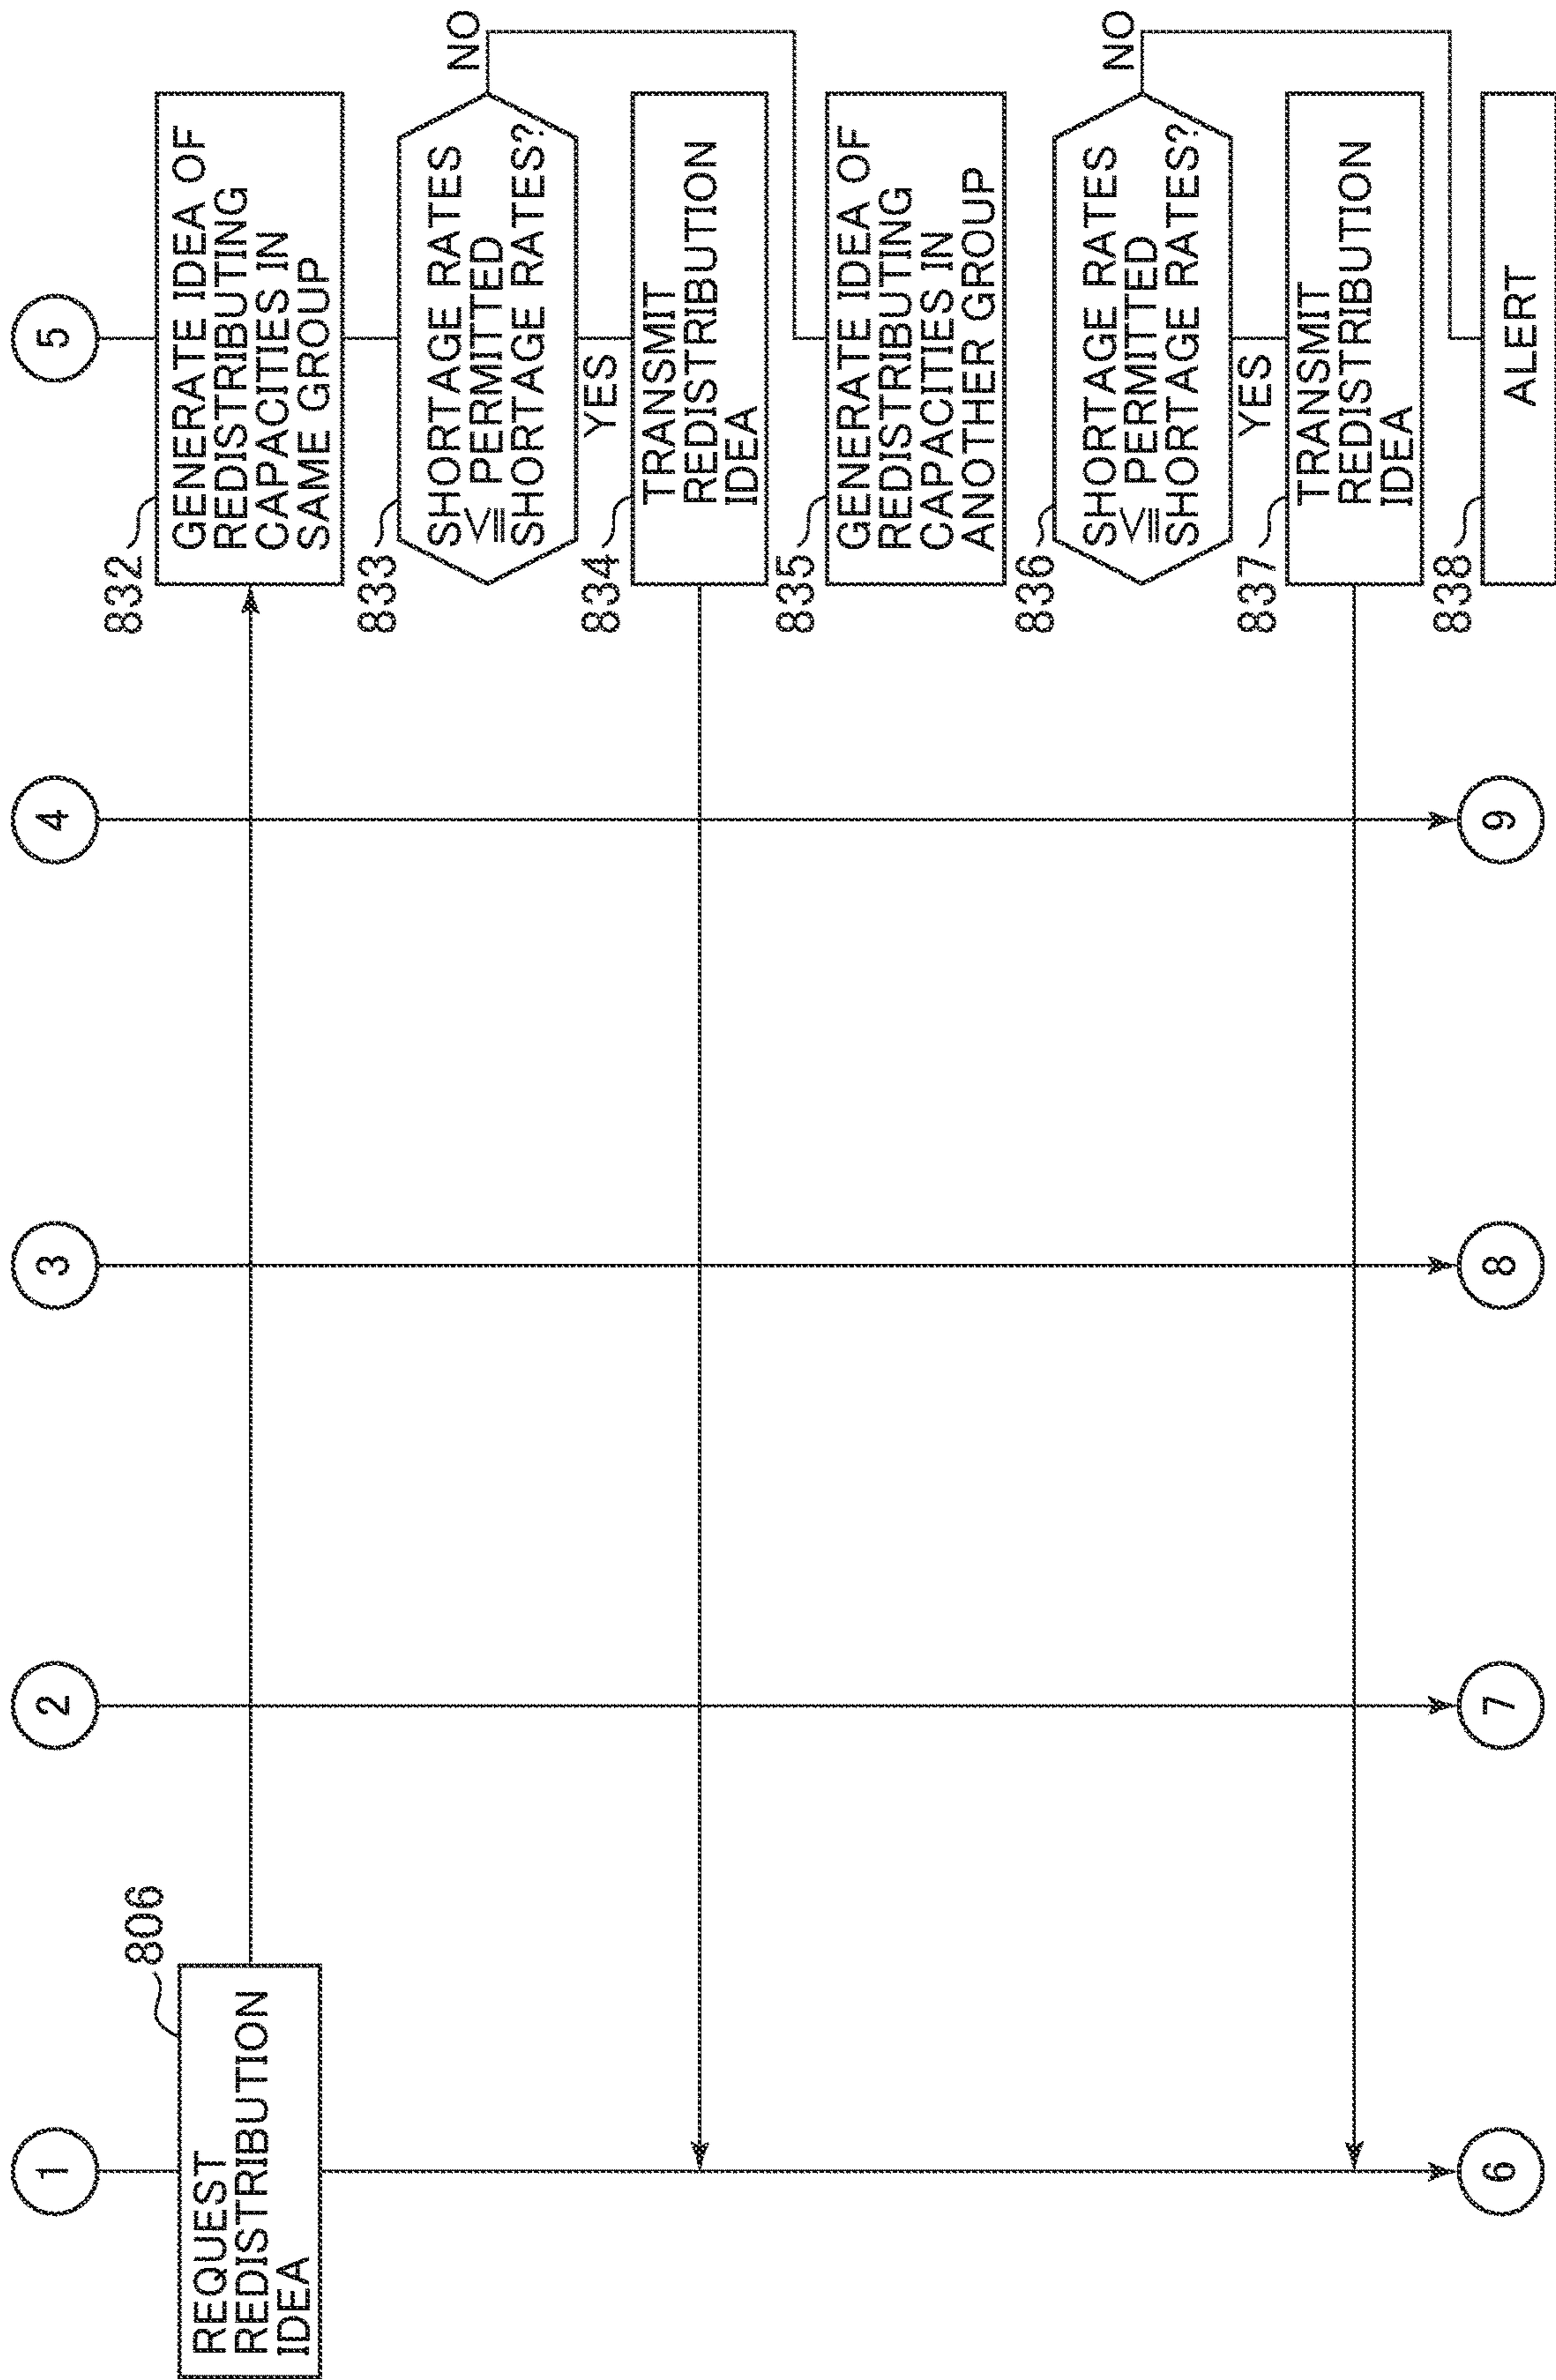 1
2
3
4
5
806
REQUEST
REDISTRIBUTION
IDEA
832
GENERATE IDEA OF
REDISTRIBUTING
CAPACITIES IN
SAME GROUP
833
SHORTAGE RATES
≦ PERMITTED
SHORTAGE RATES?
NO
YES
834
TRANSMIT
REDISTRIBUTION
IDEA
835
GENERATE IDEA OF
REDISTRIBUTING
CAPACITIES IN
ANOTHER GROUP
836
SHORTAGE RATES
≦ PERMITTED
SHORTAGE RATES?
NO
YES
837
TRANSMIT
REDISTRIBUTION
IDEA
838
ALERT
6
7
8
9